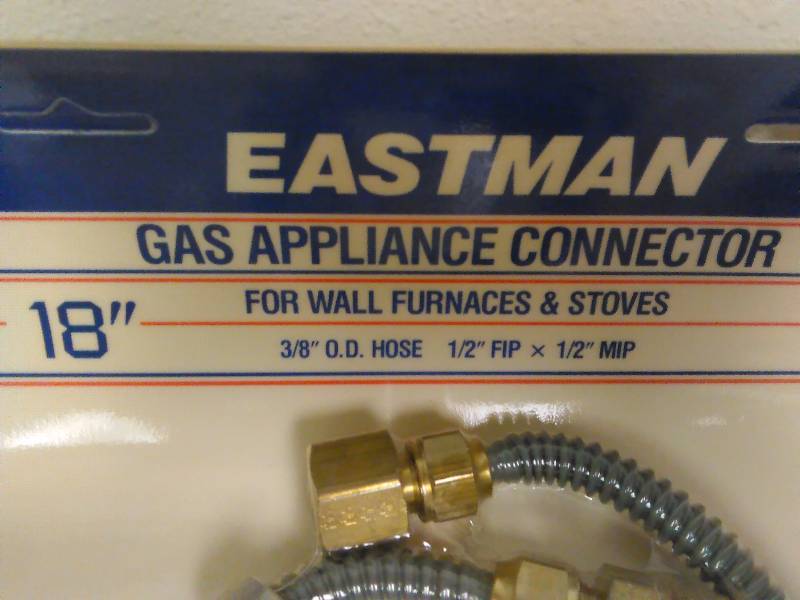 EASTMAN
GAS APPLIANCE CONNECTOR
18"
FOR WALL FURNACES & STOVES
3/8" O.D. HOSE 1/2" FIP × 1/2" MIP